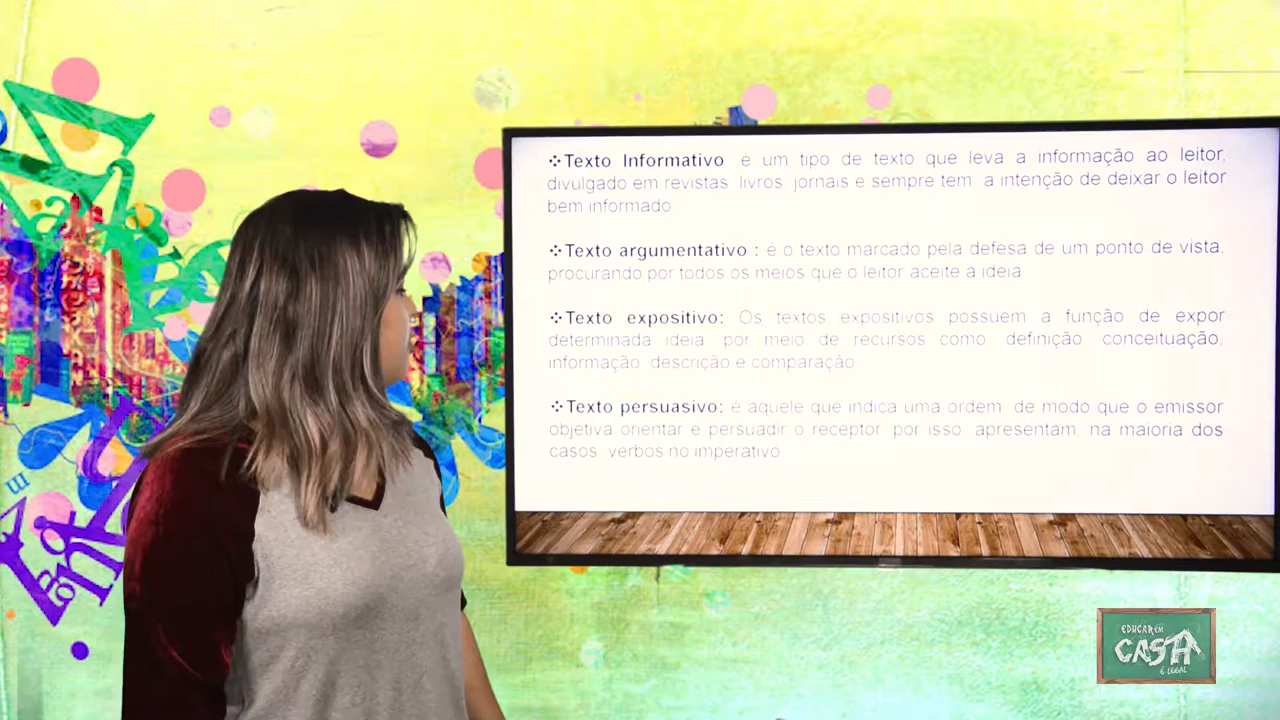 ❖Texto Informativo é um tipo de texto que leva a informação ao leitor,
divulgado em revistas livros jornais e sempre tem a intenção de deixar o leitor
bem informado
❖Texto argumentativo : é o texto marcado pela defesa de um ponto de vista,
procurando por todos os meios que o leitor aceite a ideia
❖Texto expositivo: Os textos expositivos possuem a função de expor
determinada ideia por meio de recursos como definição conceituação,
informação descrição e comparação
❖Texto persuasivo: é aquele que indica uma ordem de modo que o emissor
objetiva orientar e persuadir o receptor por isso apresentam na maioria dos
casos verbos no imperativo
EDUCAR EM
CASA
É LEGAL